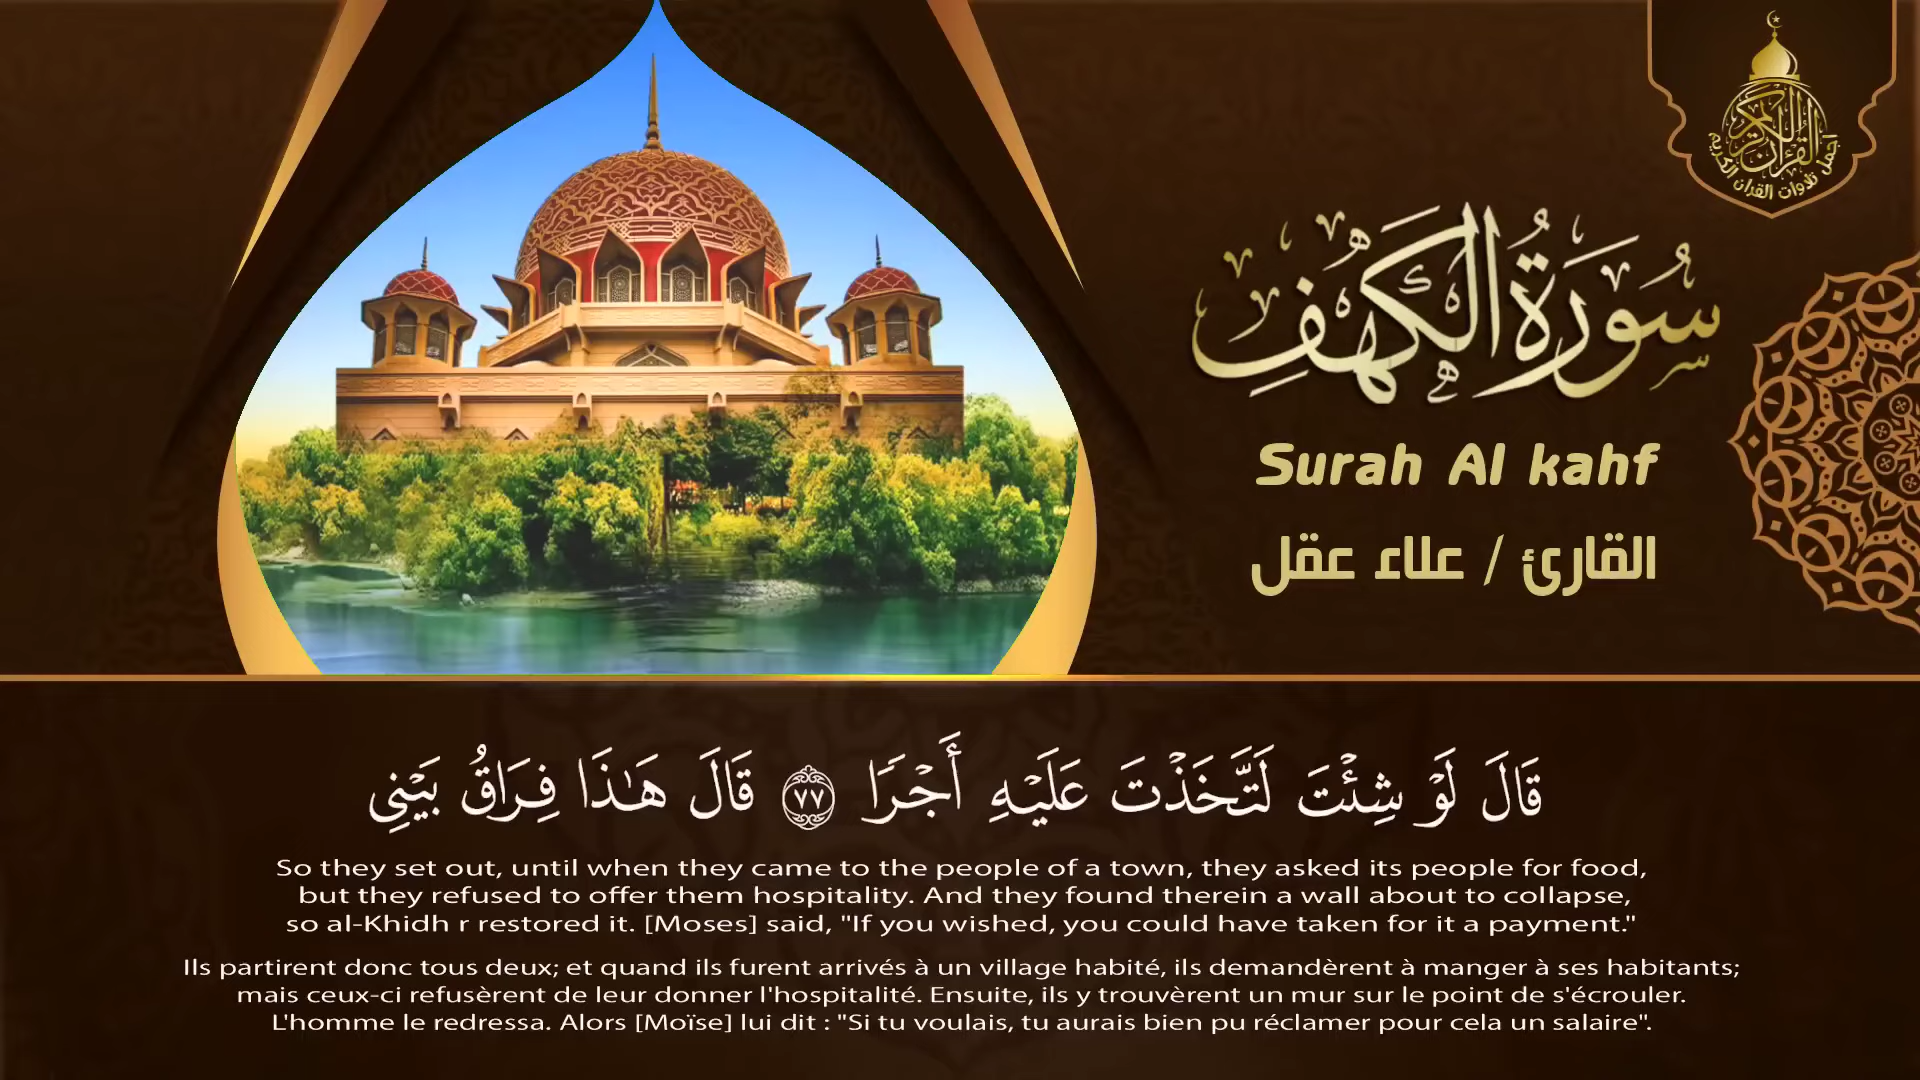 القرآن الكريم
اجمل تلاوات القران الكريم
سُورَةُ الكَهْفِ
Surah Al kahf
القارئ / علاء عقل
قَالَ لَوْ شِئْتَ لَتَّخَذْتَ عَلَيْهِ أَجْرًا ٧٧ قَالَ هَـٰذَا فِرَاقُ بَيْنِي
So they set out, until when they came to the people of a town, they asked its people for food,
but they refused to offer them hospitality. And they found therein a wall about to collapse,
so al-Khidh r restored it. [Moses] said, "If you wished, you could have taken for it a payment."
Ils partirent donc tous deux; et quand ils furent arrivés à un village habité, ils demandèrent à manger à ses habitants;
mais ceux-ci refusèrent de leur donner l'hospitalité. Ensuite, ils y trouvèrent un mur sur le point de s'écrouler.
L'homme le redressa. Alors [Moïse] lui dit : "Si tu voulais, tu aurais bien pu réclamer pour cela un salaire".